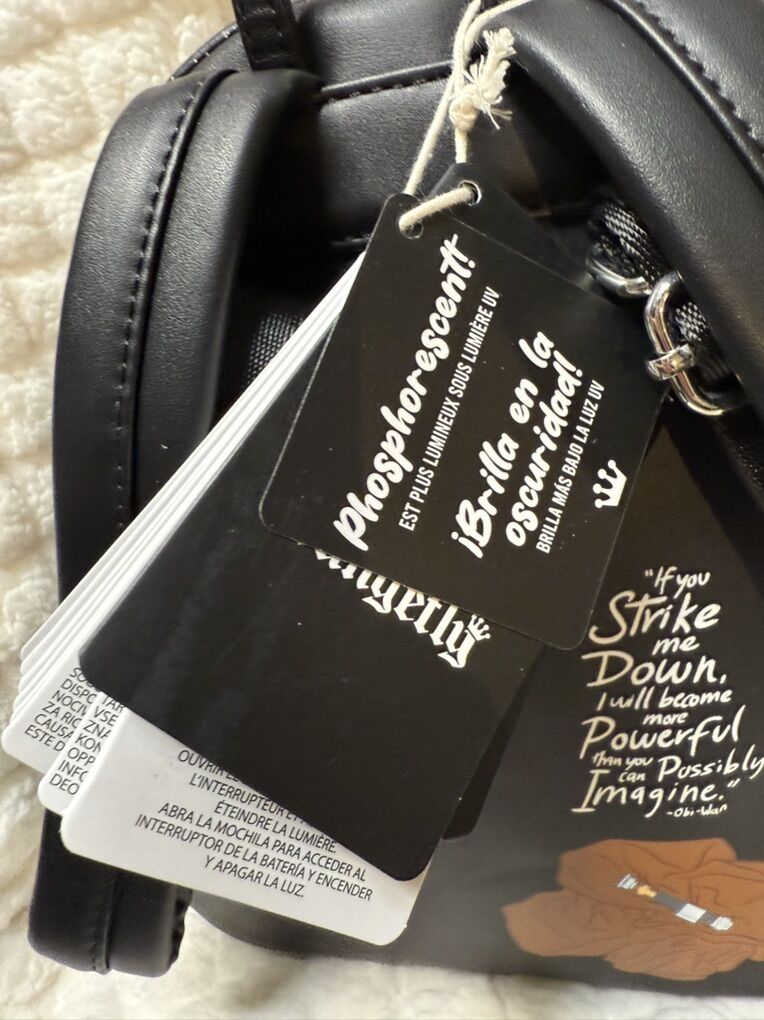 Phosphorescent!
EST PLUS LUMINEUX SOUS LUMIÈRE UV
¡Brilla en la
oscuridad!
BRILLA MÁS BAJO LA LUZ UV
"If you
Strike
me
Down,
I will become
more
Powerful
than you
can Possibly
Imagine."
-Obi-Wan
L'INTERRUPTEUR
ÉTEINDRE LA LUMIÈRE.
ABRA LA MOCHILA PARA ACCEDER AL
INTERRUPTOR DE LA BATERÍA Y ENCENDER
Y APAGAR LA LUZ.